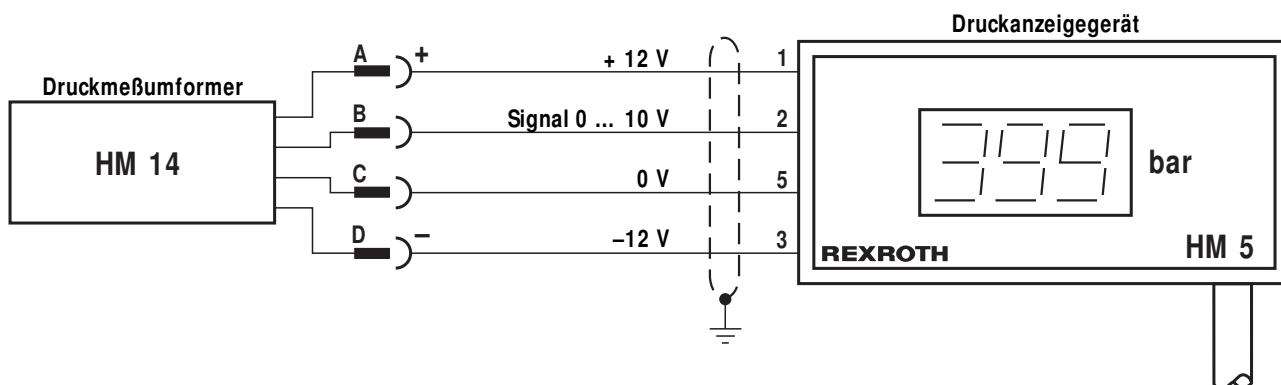 Druckanzeigegerät
Druckmeßumformer
HM 14
A +
B
C
D –
+ 12 V
Signal 0 ... 10 V
0 V
–12 V
1
2
5
3
399
bar
REXROTH
HM 5